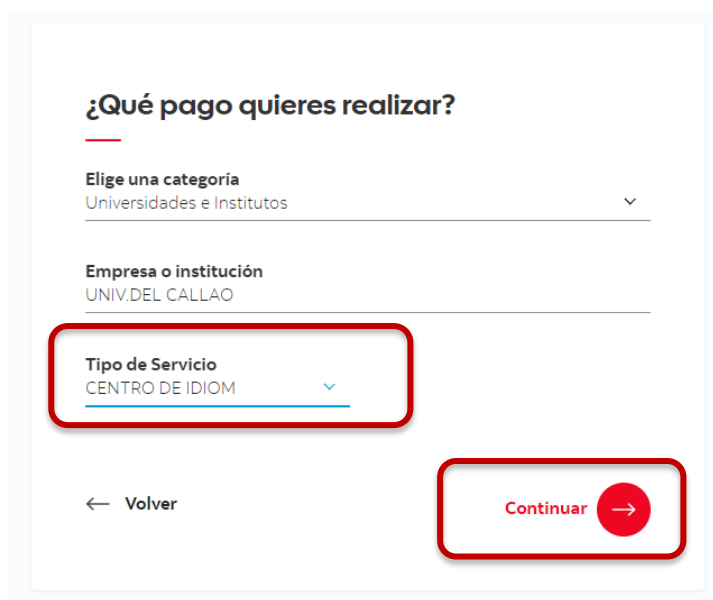 ¿Qué pago quieres realizar?
Elige una categoría
Universidades e Institutos
Empresa o institución
UNIV.DEL CALLAO
Tipo de Servicio
CENTRO DE IDIOM
Volver
Continuar